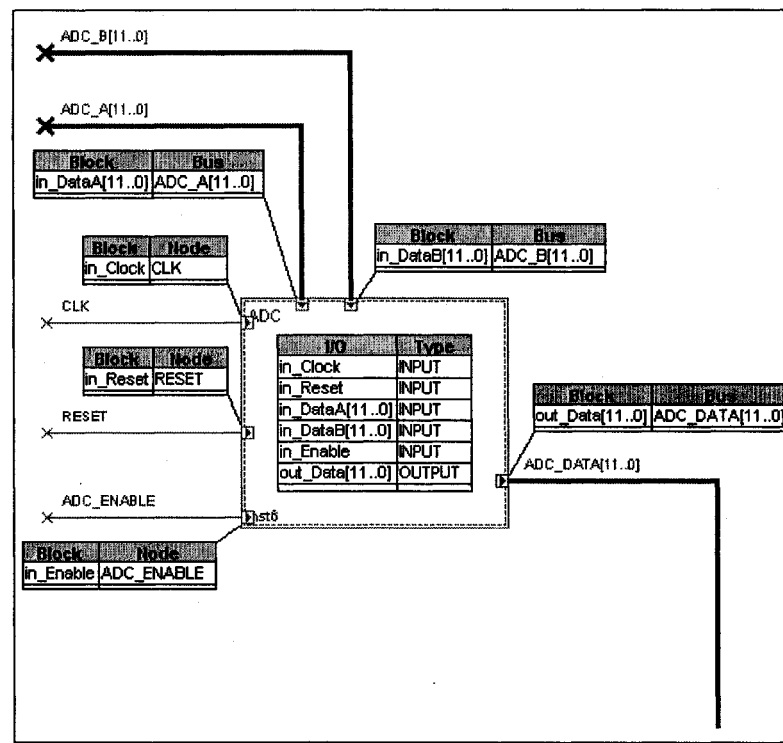 ADC_B[11..0]
ADC_A[11..0]
Block Bus
in_DataA[11..0] ADC_A[11..0]
Block Bus
in_DataB[11..0] ADC_B[11..0]
Block Node
in_Clock CLK
CLK
ADC
I/O Type
in_Clock INPUT
in_Reset INPUT
in_DataA[11..0] INPUT
in_DataB[11..0] INPUT
in_Enable INPUT
out_Data[11..0] OUTPUT
Block Node
in_Reset RESET
RESET
Block Bus
out_Data[11..0] ADC_DATA[11..0]
ADC_DATA[11..0]
ADC_ENABLE
nst6
Block Node
in_Enable ADC_ENABLE